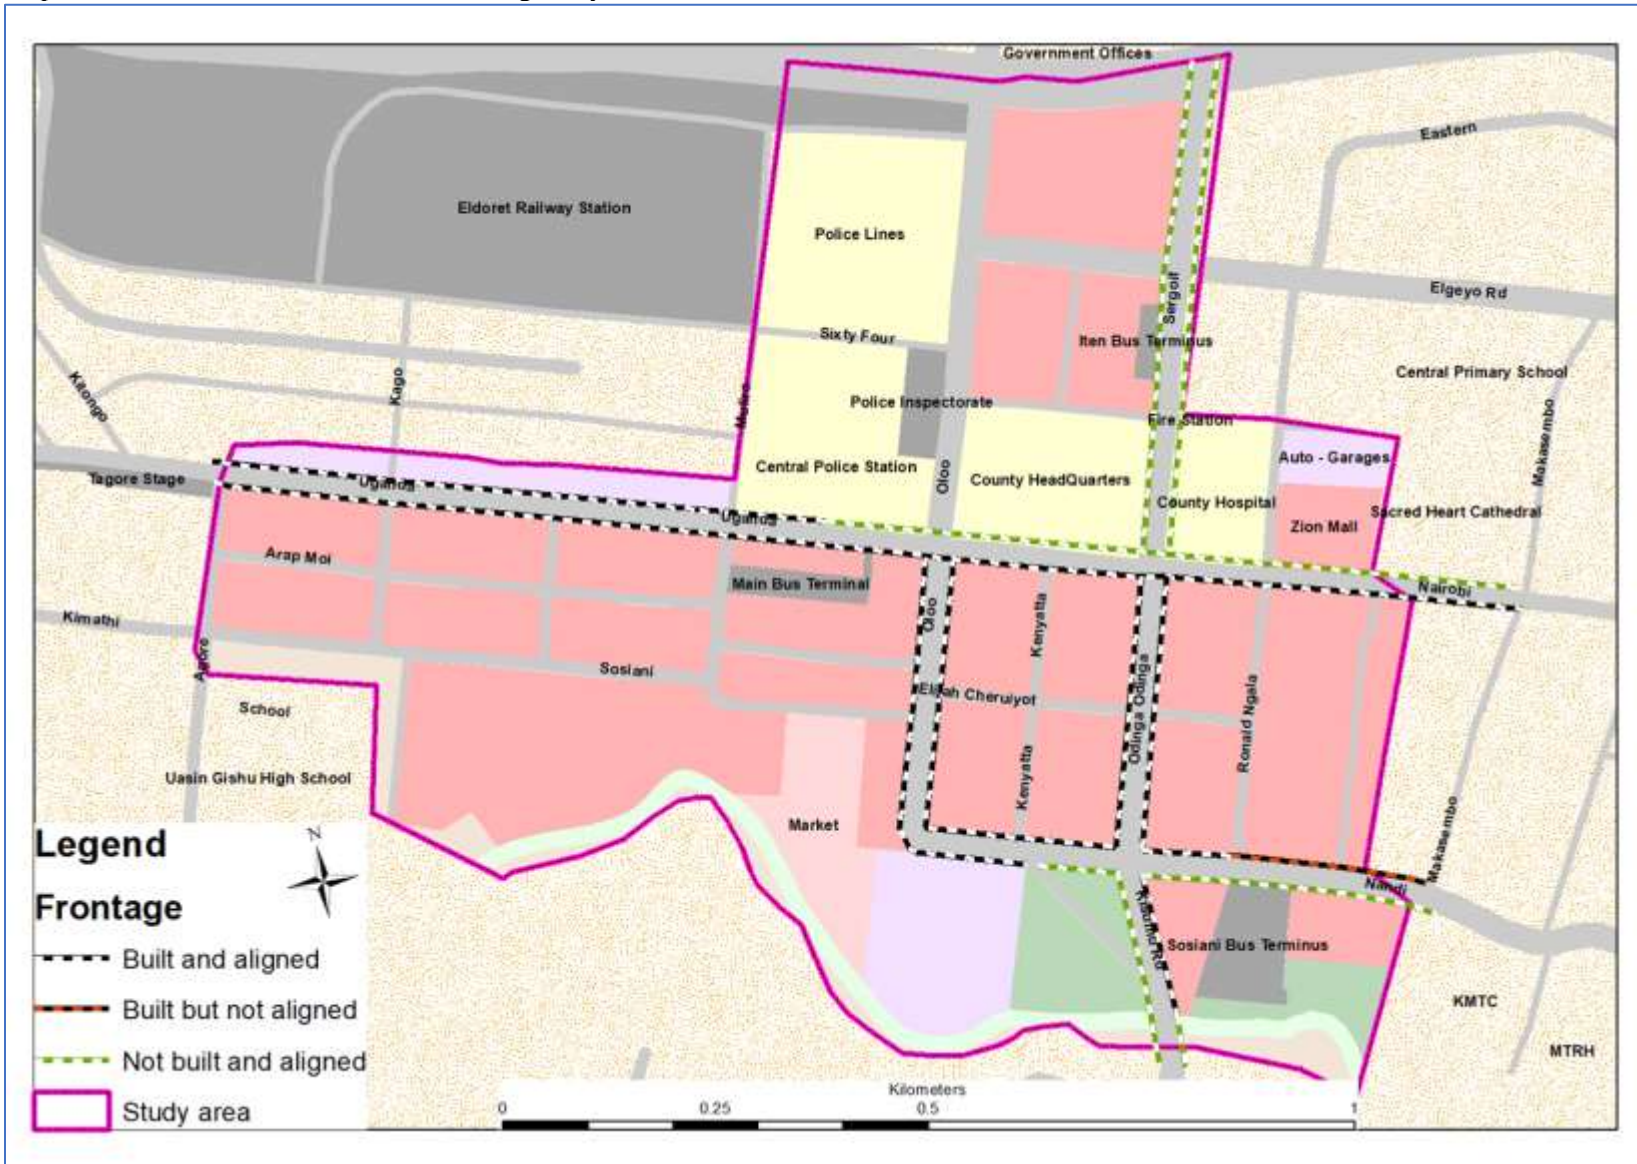 Government Offices
Eastern
Eldoret Railway Station
Police Lines
Sergoit
Elgeyo Rd
Sixty Four
Iten Bus Terminus
Central Primary School
Kaongo
Kago
Police Inspectorate
Fire Station
Makasembo
Auto - Garages
Central Police Station
Oloo
County HeadQuarters
Tagore Stage
County Hospital
Zion Mall
Sacred Heart Cathedral
Arap Moi
Main Bus Terminal
Nairobi
Kimathi
Oloo
Kenyatta
Sosiani
Elijah Cheruiyot
Odinga Odinga
Ronald Ngala
School
Uasin Gishu High School
Kenyatta
Market
Makasembo
Nandi
Sosiani Bus Terminus
KMTC
MTRH
N
Legend
Frontage
Built and aligned
Built but not aligned
Not built and aligned
Study area
Kilometers
0 0.25 0.5 1